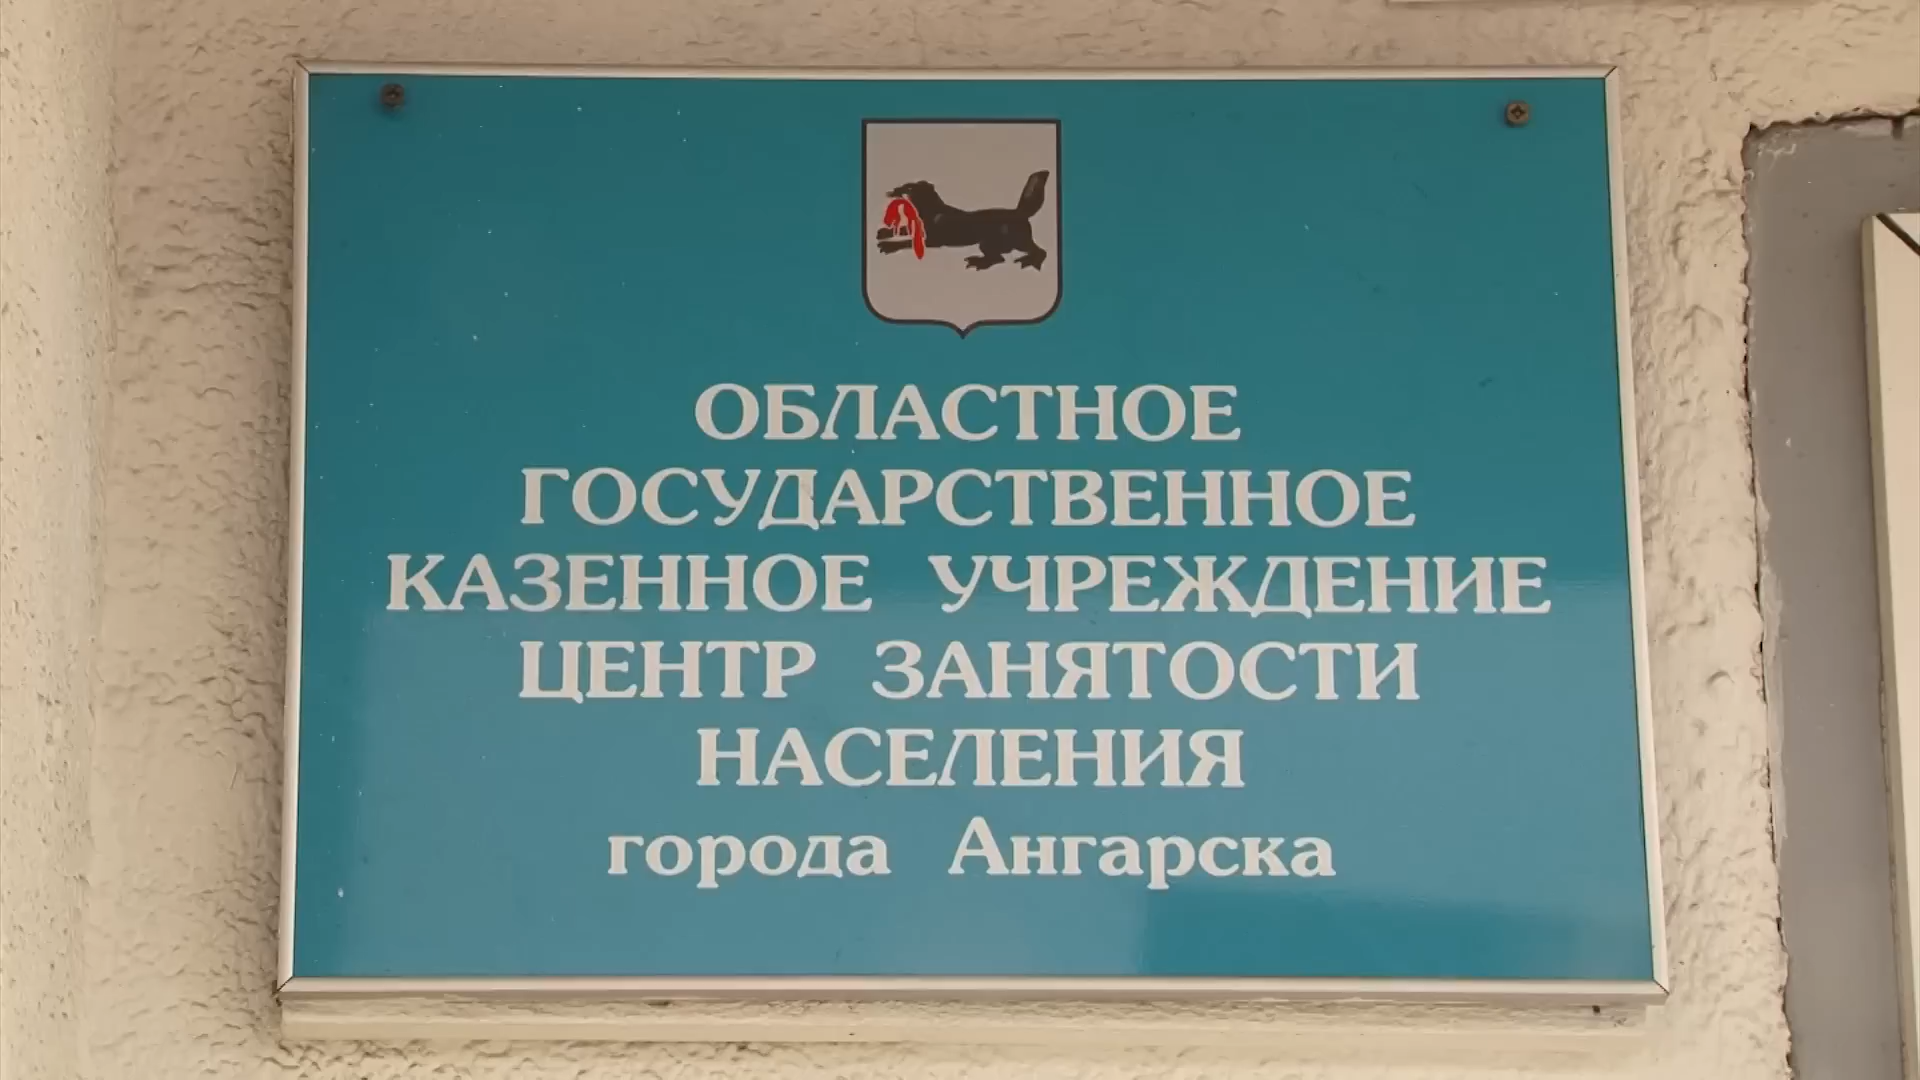 ОБЛАСТНОЕ
ГОСУДАРСТВЕННОЕ
КАЗЕННОЕ УЧРЕЖДЕНИЕ
ЦЕНТР ЗАНЯТОСТИ
НАСЕЛЕНИЯ
города Ангарска